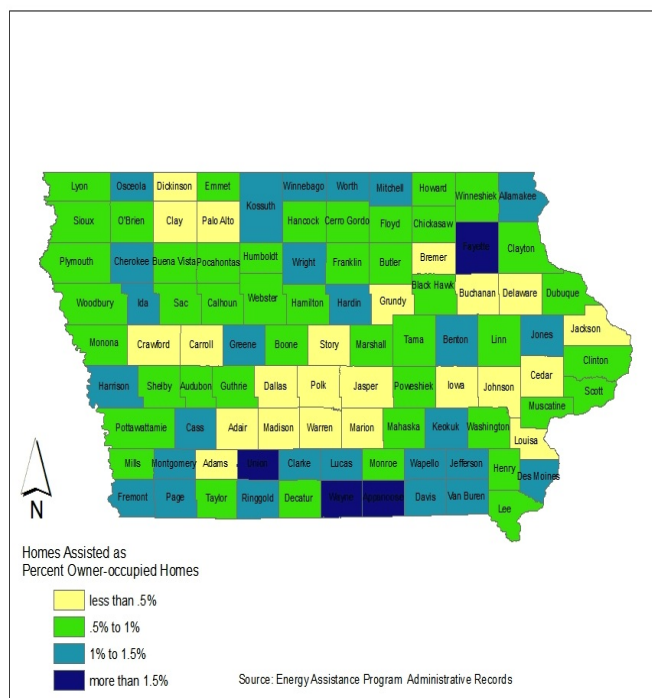 Lyon Osceola Dickinson Emmet Winnebago Worth Mitchell Howard Winneshiek Allamakee
Kossuth
Sioux O'Brien Clay Palo Alto Hancock Cerro Gordo Floyd Chickasaw
Fayette Clayton
Plymouth Cherokee Buena Vista Pocahontas Humboldt Wright Franklin Butler Bremer
Woodbury Ida Sac Calhoun Webster Hamilton Hardin Grundy Black Hawk Buchanan Delaware Dubuque
Monona Crawford Carroll Greene Boone Story Marshall Tama Benton Linn Jones Jackson
Clinton
Cedar
Harrison Shelby Audubon Guthrie Dallas Polk Jasper Poweshiek Iowa Johnson Scott
Muscatine
Pottawattamie Cass Adair Madison Warren Marion Mahaska Keokuk Washington
Louisa
Mills Montgomery Adams Union Clarke Lucas Monroe Wapello Jefferson Henry Des Moines
Fremont Page Taylor Ringgold Decatur Wayne Appanoose Davis Van Buren Lee
N
Homes Assisted as
Percent Owner-occupied Homes
less than .5%
.5% to 1%
1% to 1.5%
more than 1.5%
Source: Energy Assistance Program Administrative Records